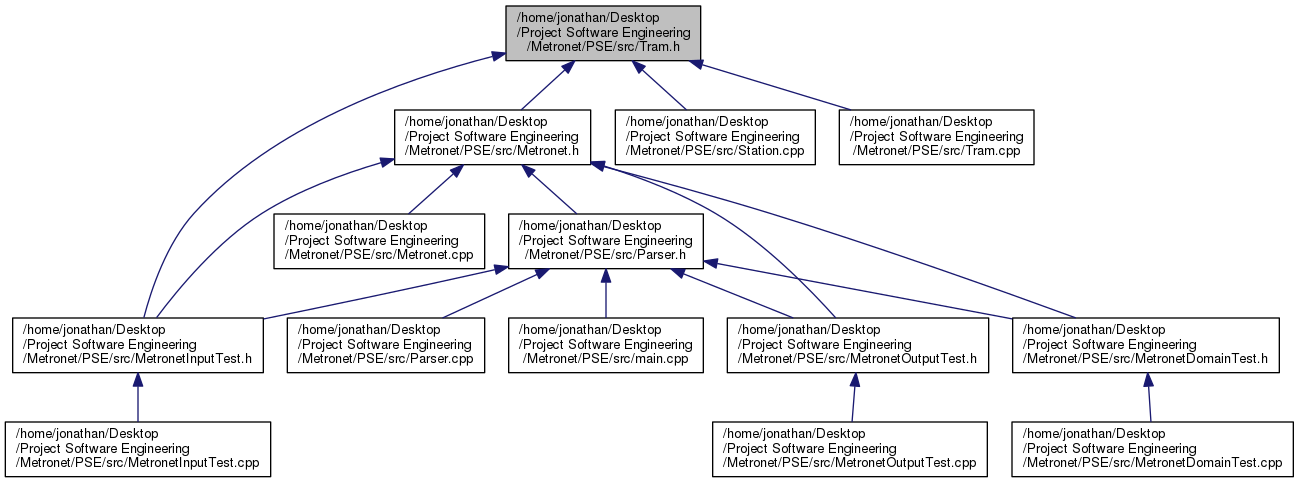 /home/jonathan/Desktop
/Project Software Engineering
/Metronet/PSE/src/Tram.h
/home/jonathan/Desktop
/Project Software Engineering
/Metronet/PSE/src/Metronet.h
/home/jonathan/Desktop
/Project Software Engineering
/Metronet/PSE/src/Station.cpp
/home/jonathan/Desktop
/Project Software Engineering
/Metronet/PSE/src/Tram.cpp
/home/jonathan/Desktop
/Project Software Engineering
/Metronet/PSE/src/Metronet.cpp
/home/jonathan/Desktop
/Project Software Engineering
/Metronet/PSE/src/Parser.h
/home/jonathan/Desktop
/Project Software Engineering
/Metronet/PSE/src/MetronetInputTest.h
/home/jonathan/Desktop
/Project Software Engineering
/Metronet/PSE/src/Parser.cpp
/home/jonathan/Desktop
/Project Software Engineering
/Metronet/PSE/src/main.cpp
/home/jonathan/Desktop
/Project Software Engineering
/Metronet/PSE/src/MetronetOutputTest.h
/home/jonathan/Desktop
/Project Software Engineering
/Metronet/PSE/src/MetronetDomainTest.h
/home/jonathan/Desktop
/Project Software Engineering
/Metronet/PSE/src/MetronetInputTest.cpp
/home/jonathan/Desktop
/Project Software Engineering
/Metronet/PSE/src/MetronetOutputTest.cpp
/home/jonathan/Desktop
/Project Software Engineering
/Metronet/PSE/src/MetronetDomainTest.cpp